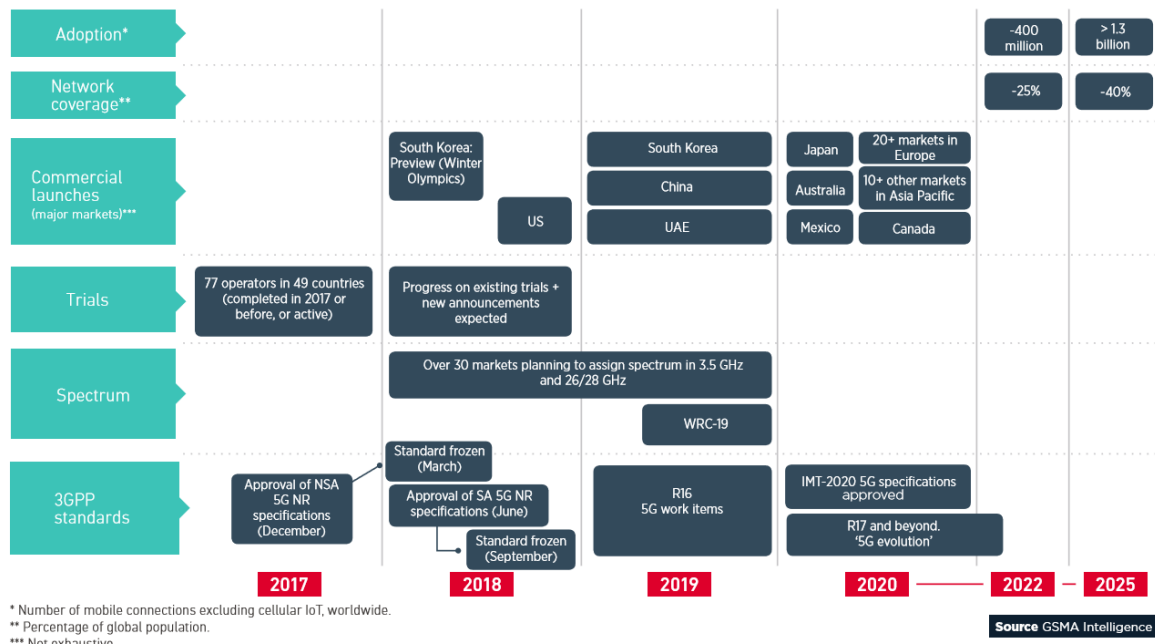 Adoption*
-400
million
> 1.3
billion
Network
coverage**
-25%
-40%
Commercial
launches
(major markets)***
South Korea:
Preview (Winter
Olympics)
US
South Korea
China
UAE
Japan
Australia
Mexico
20+ markets in
Europe
10+ other markets
in Asia Pacific
Canada
Trials
77 operators in 49 countries
(completed in 2017 or
before, or active)
Progress on existing trials +
new announcements
expected
Spectrum
Over 30 markets planning to assign spectrum in 3.5 GHz
and 26/28 GHz
WRC-19
3GPP
standards
Approval of NSA
5G NR
specifications
(December)
Standard frozen
(March)
Approval of SA 5G NR
specifications (June)
Standard frozen
(September)
R16
5G work items
IMT-2020 5G specifications
approved
R17 and beyond.
‘5G evolution’
2017
2018
2019
2020
2022
2025
* Number of mobile connections excluding cellular IoT, worldwide.
** Percentage of global population.
*** Not exhaustive
Source GSMA Intelligence